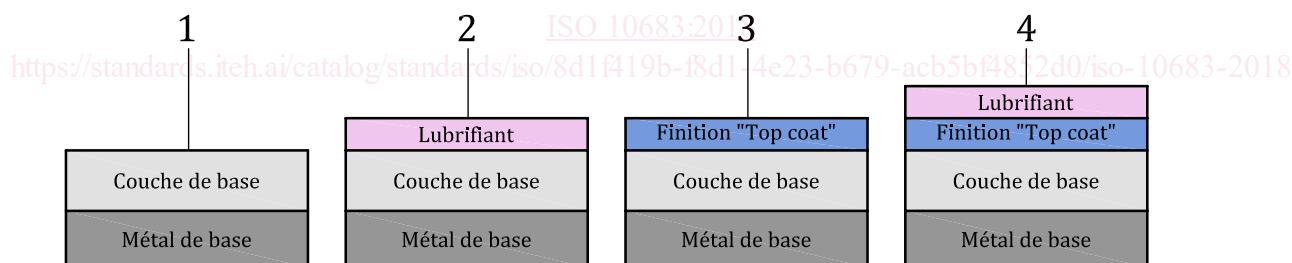 ISO 10683:201
1 2 3 4
https://standards.iteh.ai/catalog/standards/iso/8d1f419b-f8d1-4e23-b679-acb5bf4852d0/iso-10683-2018
Lubrifiant
Lubrifiant Finition "Top coat" Finition "Top coat"
Couche de base Couche de base Couche de base Couche de base
Métal de base Métal de base Métal de base Métal de base